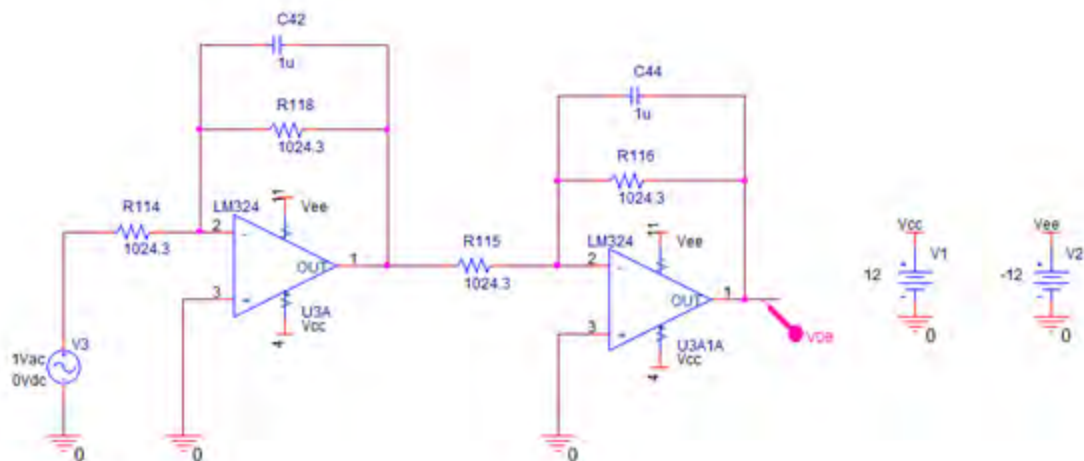 C42
1u
R118
1024.3
C44
1u
R116
1024.3
R114
1024.3
LM324
11
Vee
2
-
OUT
1
3
+
U3A
4
Vcc
R115
1024.3
LM324
11
Vee
2
-
OUT
1
3
+
U3A1A
4
Vcc
VDB
V3
1Vac
0Vdc
0
0
0
Vcc
V1
12
0
Vee
V2
-12
0